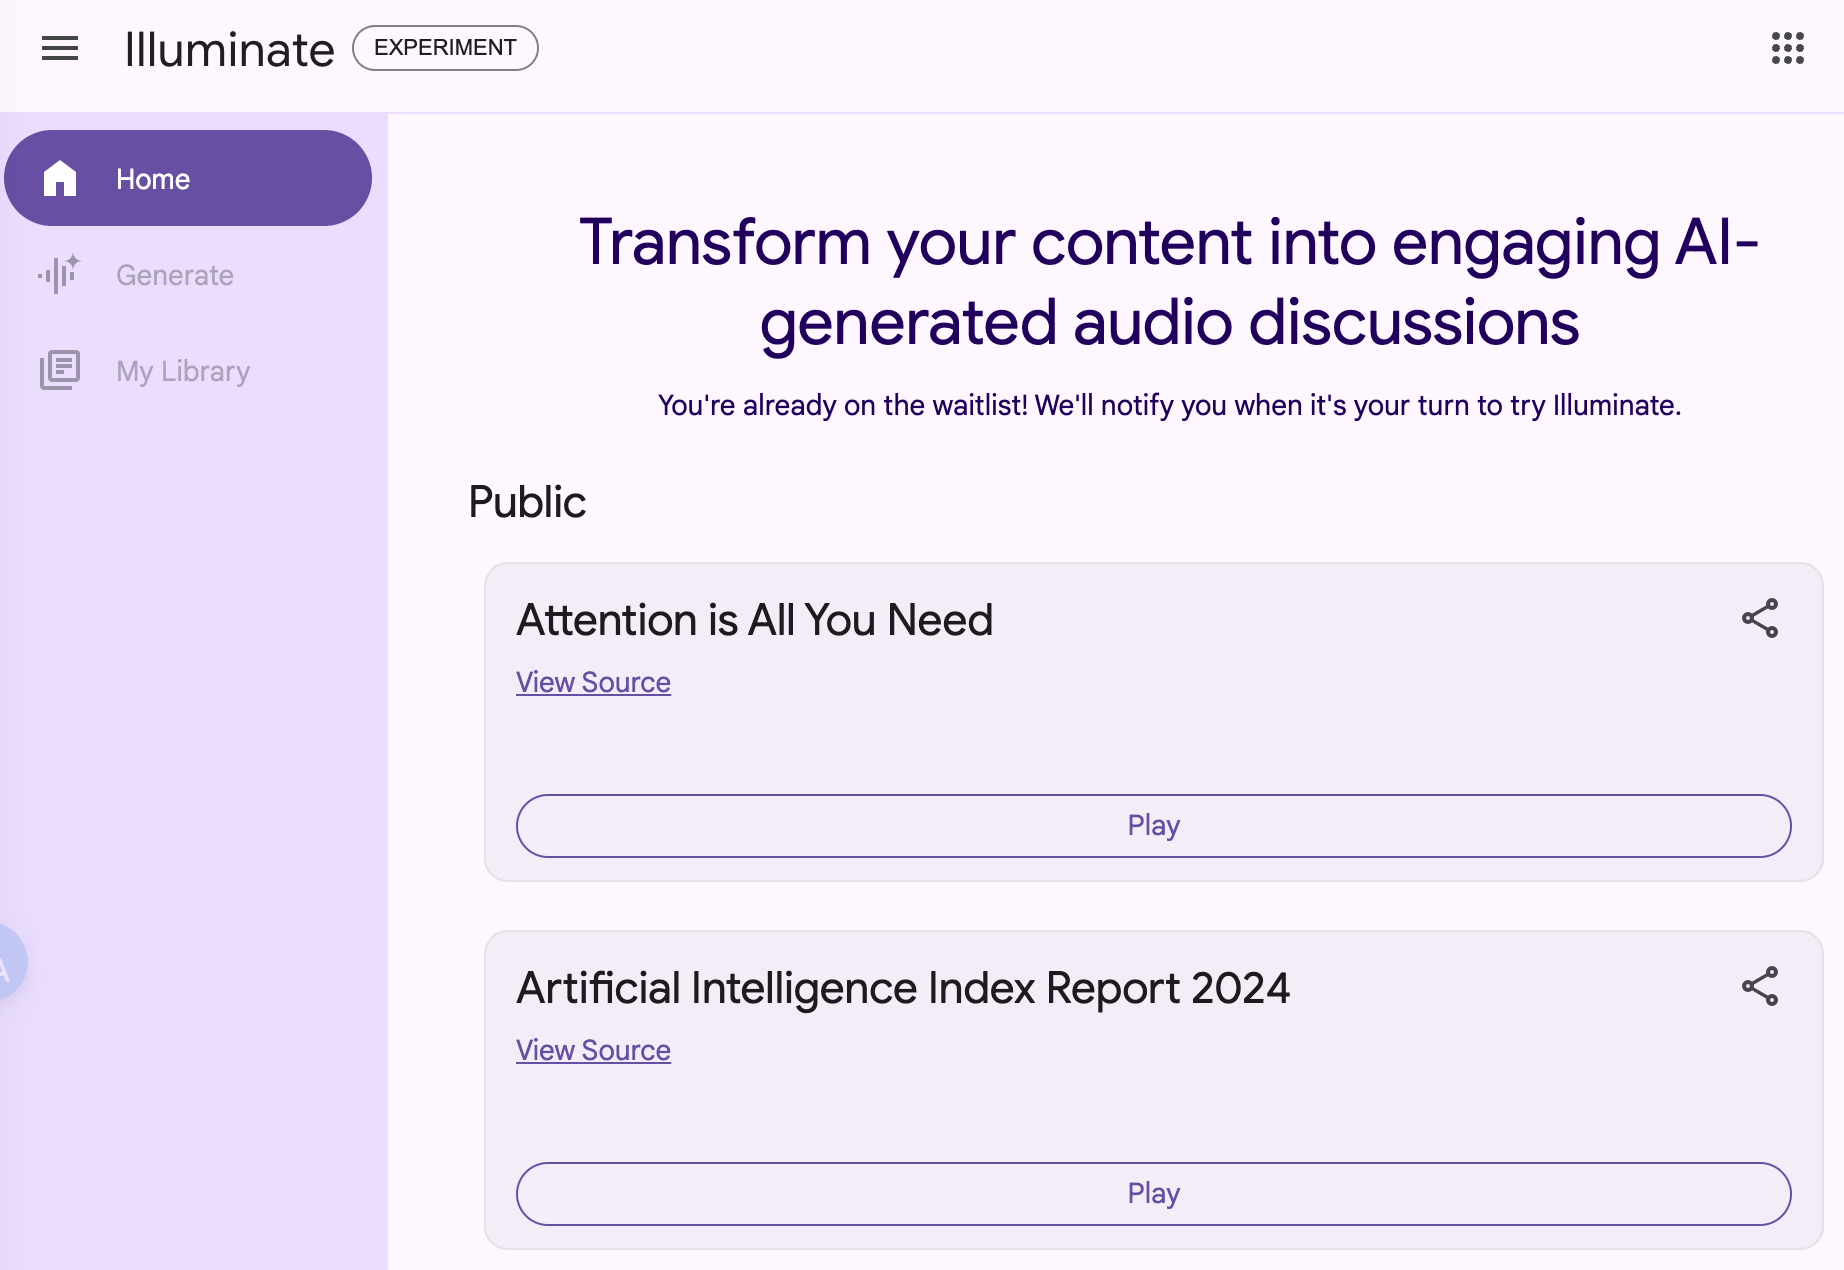 Illuminate
EXPERIMENT
Home
Generate
My Library
Transform your content into engaging AI-
generated audio discussions
You're already on the waitlist! We'll notify you when it's your turn to try Illuminate.
Public
Attention is All You Need
View Source
Play
Artificial Intelligence Index Report 2024
View Source
Play